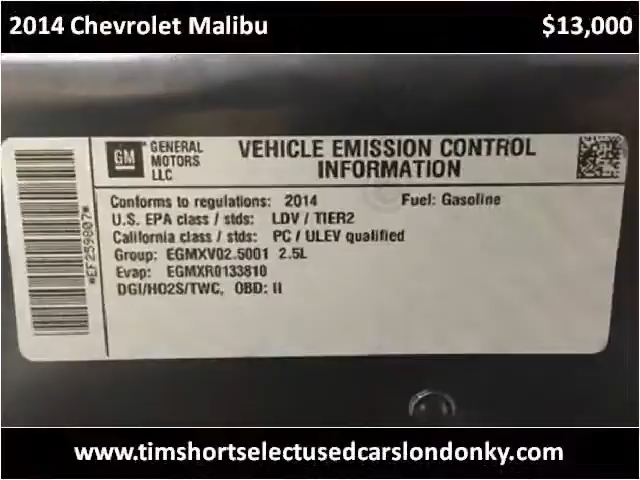 2014 Chevrolet Malibu $13,000
GM GENERAL MOTORS LLC
VEHICLE EMISSION CONTROL
INFORMATION
Conforms to regulations: 2014 Fuel: Gasoline
U.S. EPA class / stds: LDV / TIER2
California class / stds: PC / ULEV qualified
Group: EGMXV02.5001 2.5L
Evap: EGMXR0133810
DGI/HO2S/TWC, OBD: II
*EF259807*
www.timshortselectusedcarslondonky.com